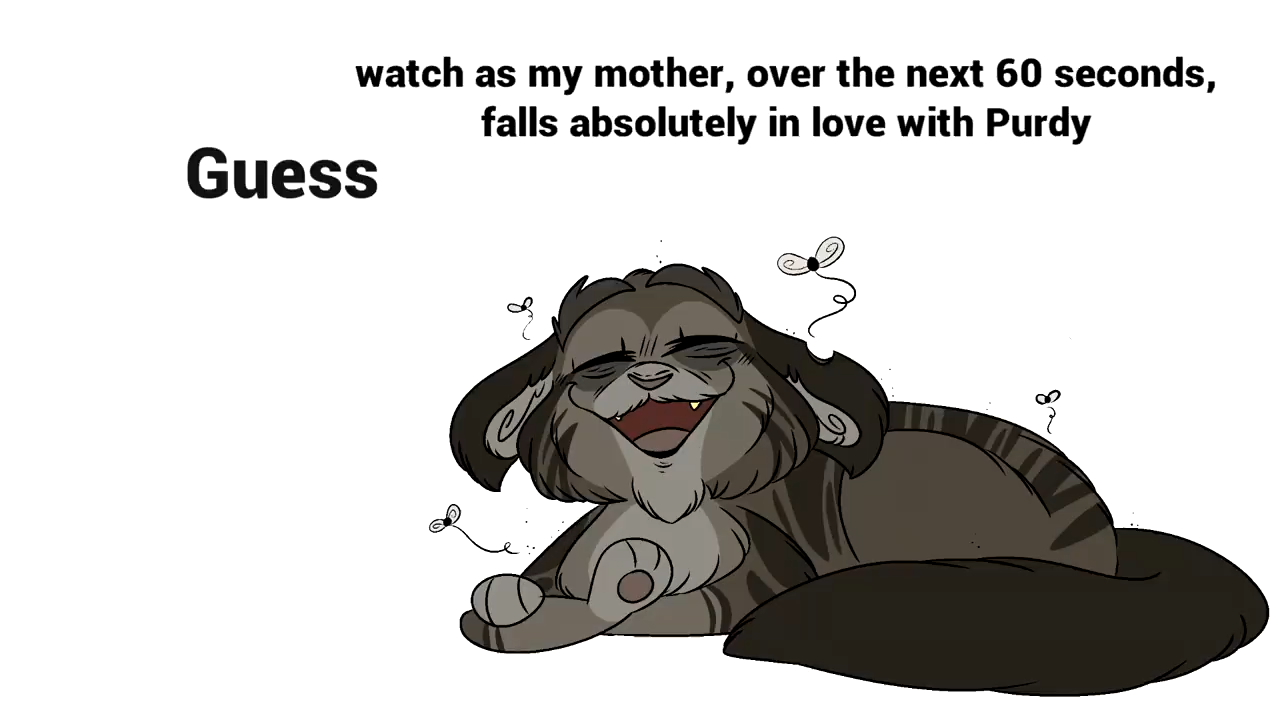 watch as my mother, over the next 60 seconds,
falls absolutely in love with Purdy
Guess